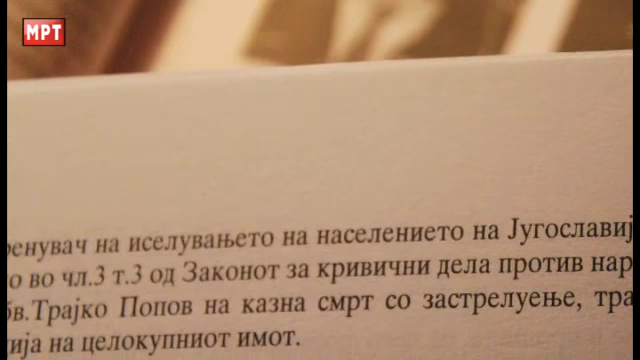 МРТ
ренувач на иселувањето на населението на Југославиј
о во чл.3 т.3 од Законот за кривични дела против нар
бв.Трајко Попов на казна смрт со застрелуење, тра
ија на целокупниот имот.